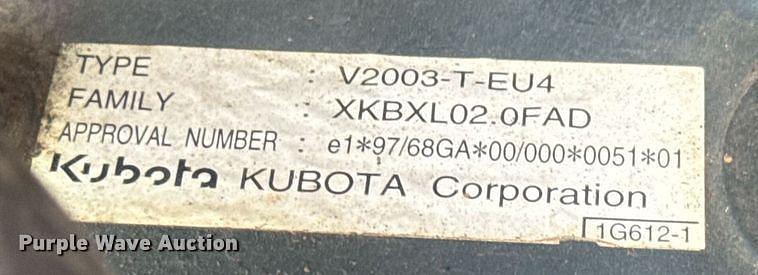 TYPE : V2003-T-EU4
FAMILY : XKBXL02.0FAD
APPROVAL NUMBER : e1*97/68GA*00/000*0051*01
Kubota KUBOTA Corporation
1G612-1
Purple Wave Auction